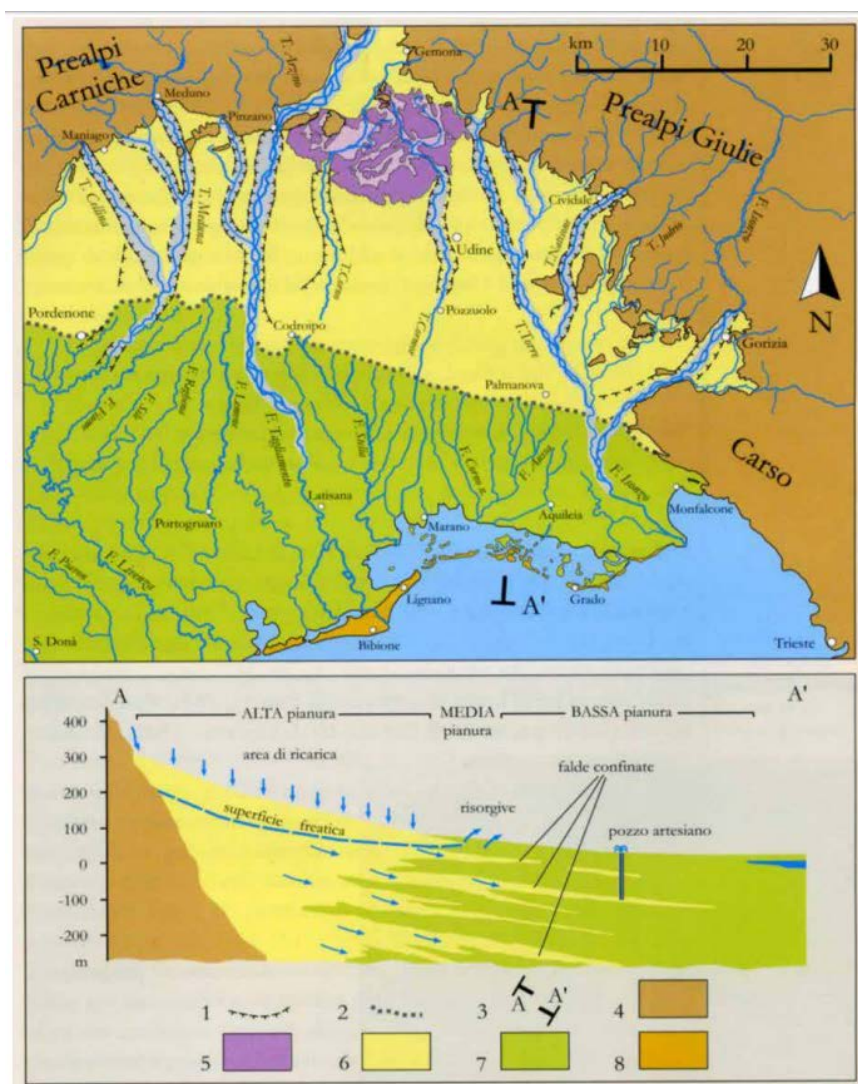 Prealpi
Carniche
T. Arzino
Gemona
km
10
20
30
Meduno
Pinzano
A
Prealpi Giulie
Maniago
T. Cellina
T. Meduna
Cividale
F. Isonzo
T. Natisone
T. Judrio
Udine
T. Corno
T. Cormor
Pozzuolo
T. Torre
N
Pordenone
Codroipo
Gorizia
Palmanova
F. Fiume
F. Sile
F. Reghena
F. Lemene
F. Tagliamento
F. Stella
F. Corno
F. Aussa
F. Isonzo
Carso
Latisana
Portogruaro
Marano
Aquileia
Monfalcone
F. Piavon
F. Livenza
Lignano
A'
Grado
S. Donà
Bibione
Trieste
A
A'
400
300
200
100
0
-100
-200
m
ALTA pianura
MEDIA
pianura
BASSA pianura
area di ricarica
falde confinate
risorgive
superficie freatica
pozzo artesiano
1
2
3
A
A'
4
5
6
7
8